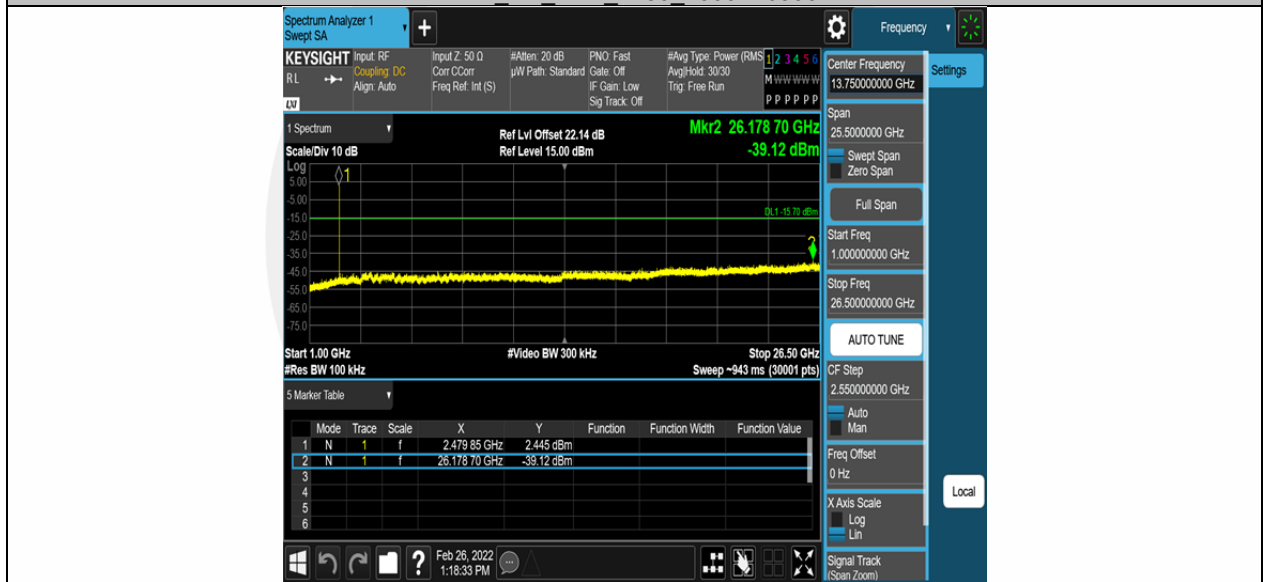 Spectrum Analyzer 1
Swept SA
+
Frequency
KEYSIGHT
RL
LXI
Input: RF
Coupling: DC
Align: Auto
Input Z: 50 Ω
Corr CCorr
Freq Ref: Int (S)
#Atten: 20 dB
µW Path: Standard
PNO: Fast
Gate: Off
IF Gain: Low
Sig Track: Off
#Avg Type: Power (RMS
Avg|Hold: 30/30
Trig: Free Run
1 2 3 4 5 6
M W W W W W
P P P P P P
1 Spectrum
Scale/Div 10 dB
Ref Lvl Offset 22.14 dB
Ref Level 15.00 dBm
Mkr2 26.178 70 GHz
-39.12 dBm
Log
5.00
-5.00
-15.0
-25.0
-35.0
-45.0
-55.0
-65.0
-75.0
1
DL1 -15.70 dBm
2
Start 1.00 GHz
#Video BW 300 kHz
Stop 26.50 GHz
#Res BW 100 kHz
Sweep ~943 ms (30001 pts)
5 Marker Table
Mode Trace Scale X Y Function Function Width Function Value
1 N 1 f 2.479 85 GHz 2.445 dBm
2 N 1 f 26.178 70 GHz -39.12 dBm
3
4
5
6
?
Feb 26, 2022
1:18:33 PM
Center Frequency
13.750000000 GHz
Span
25.5000000 GHz
Swept Span
Zero Span
Full Span
Start Freq
1.000000000 GHz
Stop Freq
26.500000000 GHz
AUTO TUNE
CF Step
2.550000000 GHz
Auto
Man
Freq Offset
0 Hz
X Axis Scale
Log
Lin
Signal Track
(Span Zoom)
Settings
Local